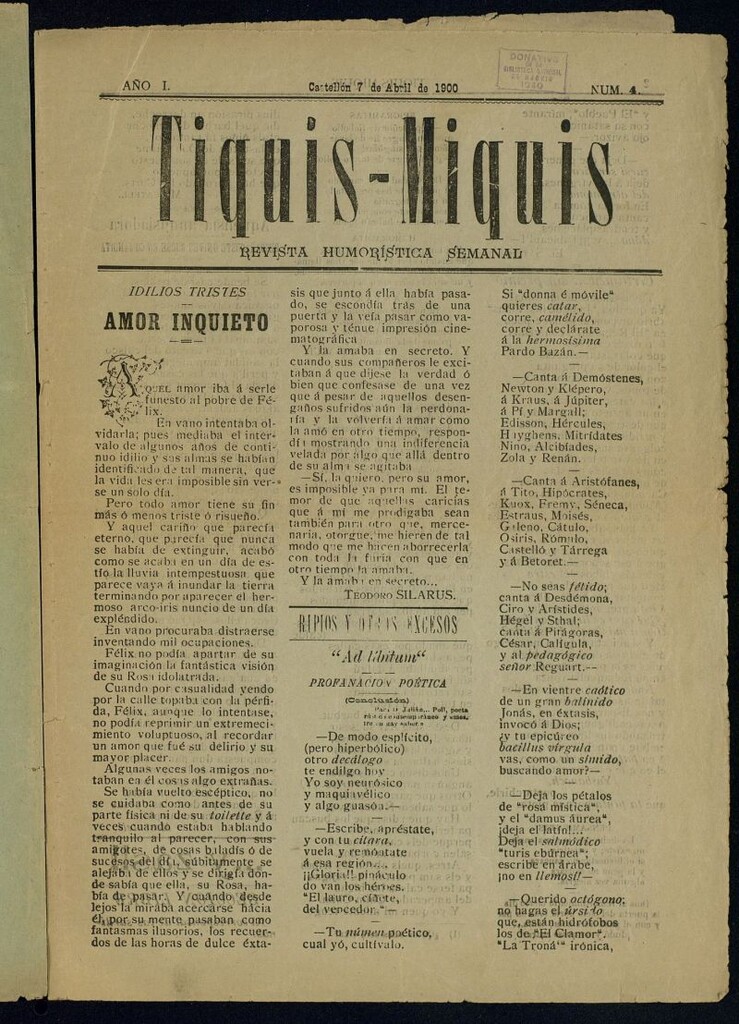 AÑO I.
Castellón 7 de Abril de 1900
NUM. 4.
DONATIVO
Tiquis-Miquis
REVISTA HUMORÍSTICA SEMANAL
IDILIOS TRISTES
AMOR INQUIETO
AQUEL amor iba á serle
funesto al pobre de Fé-
lix.
En vano intentaba ol-
vidarla; pues mediaba el inter-
valo de algunos años de conti-
nuo idilio y sus almas se habían
identificado de tal manera, que
la vida les era imposible sin ver-
se un solo día.
Pero todo amor tiene su fin
más ó menos triste ó risueño.
Y aquel cariño que parecía
eterno, que parecía que nunca
se había de extinguir, acabó
como se acaba en un día de es-
tío la lluvia intempestuosa que
parece vaya á inundar la tierra
terminando por aparecer el her-
moso arco-iris nuncio de un día
expléndido.
En vano procuraba distraerse
inventando mil ocupaciones.
Félix no podía apartar de su
imaginación la fantástica visión
de su Rosa idolatrada.
Cuando por casualidad yendo
por la calle topaba con la pérfi-
da, Félix, aunque lo intentase,
no podía reprimir un extremeci-
miento voluptuoso, al recordar
un amor que fué su delirio y su
mayor placer.
Algunas veces los amigos no-
taban en él cosas algo extrañas.
Se había vuelto escéptico, no
se cuidaba como antes de su
parte física ni de su toilette y á
veces cuando estaba hablando
tranquilo al parecer, con sus
amigotes, de cosas baladís ó de
sucesos del día, súbitamente se
alejaba de ellos y se dirigía don-
de sabía que ella, su Rosa, ha-
bía de pasar. Y cuando desde
lejos la miraba acercarse hacia
él, por su mente pasaban como
fantasmas ilusorios, los recuer-
dos de las horas de dulce éxta-
sis que junto á ella había pasa-
do, se escondía trás de una
puerta y la veía pasar como va-
porosa y ténue impresión cine-
matográfica
Y la amaba en secreto. Y
cuando sus compañeros le exci-
taban á que dijese la verdad ó
bien que confesase de una vez
que á pesar de aquellos desen-
gaños sufridos aún la perdona-
ría y la volvería á amar como
la amó en otro tiempo, respon-
día mostrando una indiferencia
velada por algo que allá dentro
de su alma se agitaba
—Sí, la quiero, pero su amor,
es imposible ya para mí. El te-
mor de que aquellas caricias
que á mí me prodigaba sean
también para otro que, merce-
naria, otorgue, me hieren de tal
modo que me hacen aborrecerla
con toda la furia con que en
otro tiempo la amaba.
Y la amaba en secreto...
TEODORO SILARUS.
RIPIOS Y OTROS EXCESOS
"Ad libitum"
PROFANACIÓN POÉTICA
(Conclusión)
—De modo esplícito,
(pero hiperbólico)
otro decálogo
te endilgo hoy
Yo soy neurósico
y maquiavélico
y algo guasón.—
—Escribe, apréstate,
y con tu cítara,
vuela y remóntate
á esa región...
¡¡Gloria!! pináculo
do van los héroes.
"El lauro, cíñete,
del vencedor."—
—Tu númen poético,
cual yó, cultívalo.
Si "donna é móvile"
quieres catar,
corre, camélido,
corre y declárate
á la hermosísima
Pardo Bazán.—
—Canta á Demóstenes,
Newton y Klépero,
á Kraus, á Júpiter,
á Pí y Margall;
Edisson, Hércules,
Huyghens, Mitrídates
Nino, Alcibíades,
Zola y Renán.
—Canta á Aristófanes,
á Tito, Hipócrates,
Knox, Fremy, Séneca,
Estraus, Moisés,
Galeno, Cátulo,
Osiris, Rómulo,
Castelló y Tárrega
y á Betoret.—
—No seas fétido;
canta á Desdémona,
Ciro y Arístides,
Hégel y Sthal;
canta á Pitágoras,
César, Calígula,
y al pedagógico
señor Reguart.--
—En vientre caótico
de un gran balinido
Jonás, en éxtasis,
invocó á Dios;
¿y tu epicúreo
bacillus vírgula
vas, como un símido,
buscando amor?—
—Deja los pétalos
de "rosa mística",
y el "damus áurea",
¡deja el latín!...
Deja el salmódico
"turis ebúrnea";
escribe en árabe,
¡no en llemosí!—
—Querido octógono,
no hagas el úrsido
que, están hidrófobos
los de "El Clamor".
"La Troná" irónica,